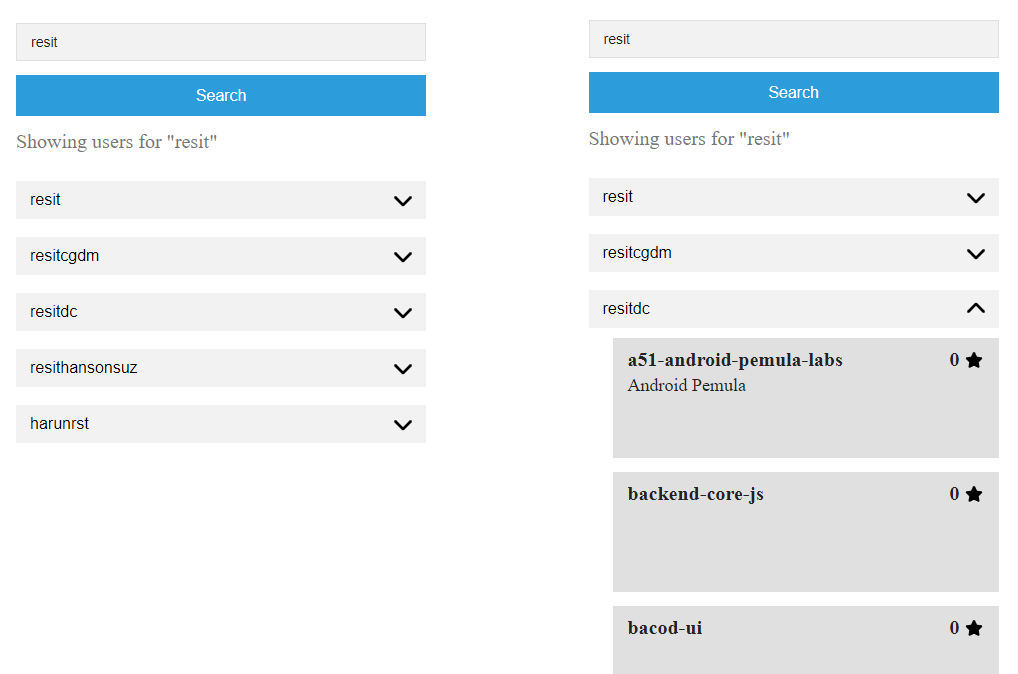 resit
Search
Showing users for "resit"
resit
resitcgdm
resitdc
resithansonsuz
harunrst
resit
Search
Showing users for "resit"
resit
resitcgdm
resitdc
a51-android-pemula-labs 0
Android Pemula
backend-core-js 0
bacod-ui 0